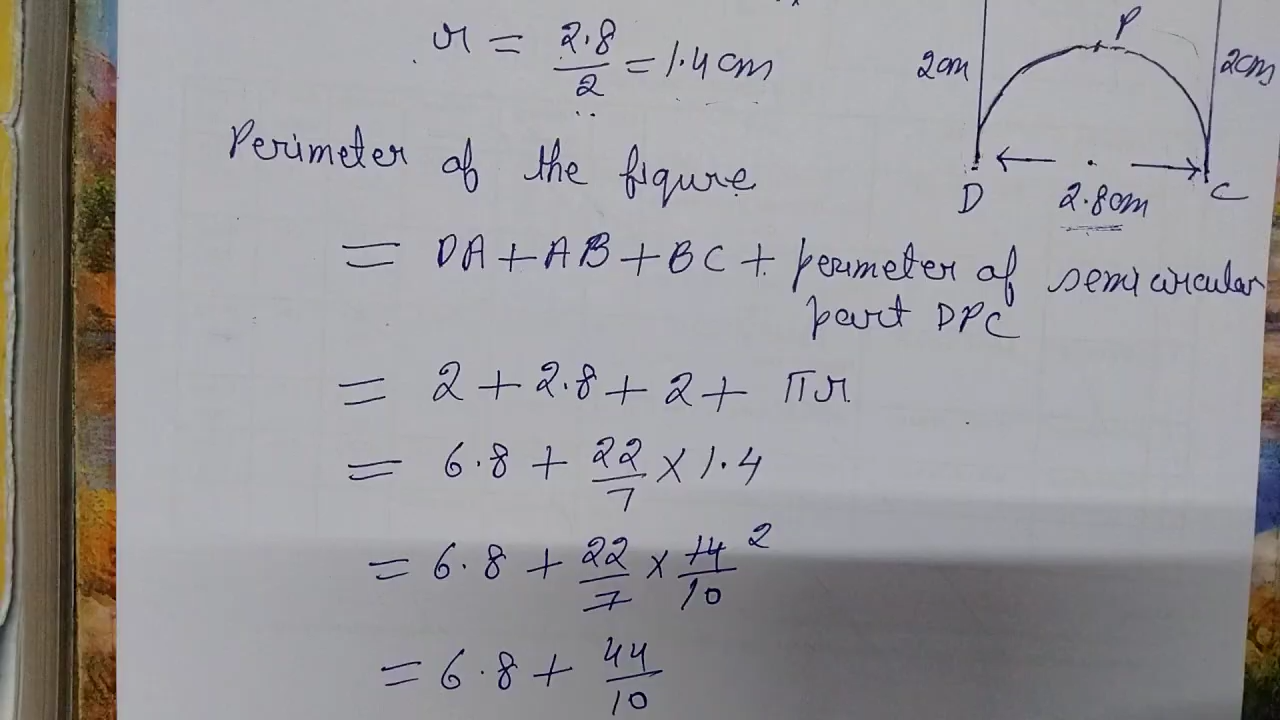 r = 2.8/2 = 1.4 cm
P
2cm
2cm
D
2.8cm
C
Perimeter of the figure
= DA + AB + BC + perimeter of semicircular
part DPC
= 2 + 2.8 + 2 + πr
= 6.8 + 22/7 × 1.4
= 6.8 + 22/7 × 14/10 2
= 6.8 + 44/10